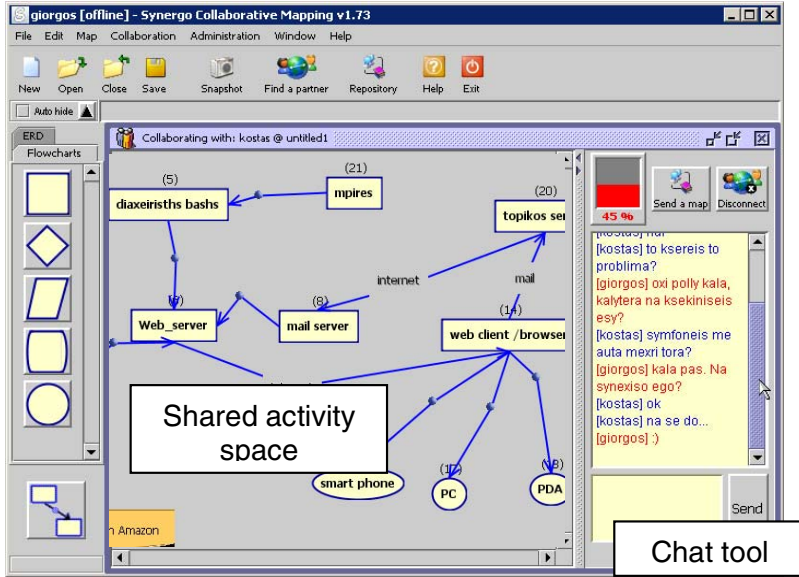 giorgos [offline] - Synergo Collaborative Mapping v1.73
File Edit Map Collaboration Administration Window Help
New Open Close Save Snapshot Find a partner Repository Help Exit
Auto hide
ERD
Flowcharts
Collaborating with: kostas @ untitled1
(5)
diaxeiristhsbashs
(21)
mpires
(20)
topikos ser
internet
mail
Web_server
(8)
mail server
(14)
web client /browser
Shared activity
space
smart phone
PC
PDA
n Amazon
45 %
Send a map
Disconnect
[kostas] to ksereis to
problima?
[giorgos] oxi polly kala,
kalytera na ksekiniseis
esy?
[kostas] symfoneis me
auta mexri tora?
[giorgos] kala pas. Na
synexiso ego?
[kostas] ok
[kostas] na se do...
[giorgos] :)
Send
Chat tool